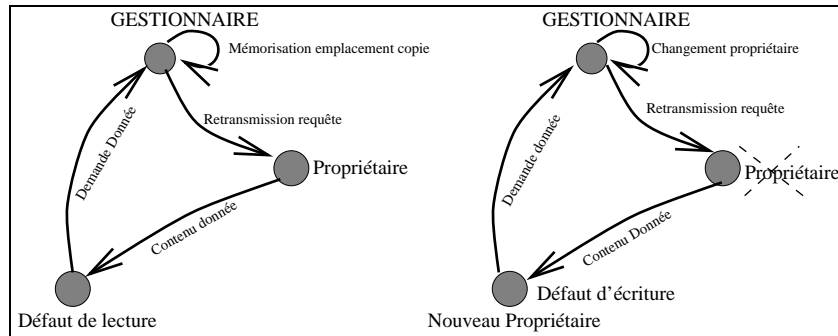 GESTIONNAIRE
Mémorisation emplacement copie
Retransmission requête
Demande Donnée
Propriétaire
Contenu donnée
Défaut de lecture
GESTIONNAIRE
Changement propriétaire
Retransmission requête
Demande donnée
Propriétaire
Contenu Donnée
Défaut d'écriture
Nouveau Propriétaire